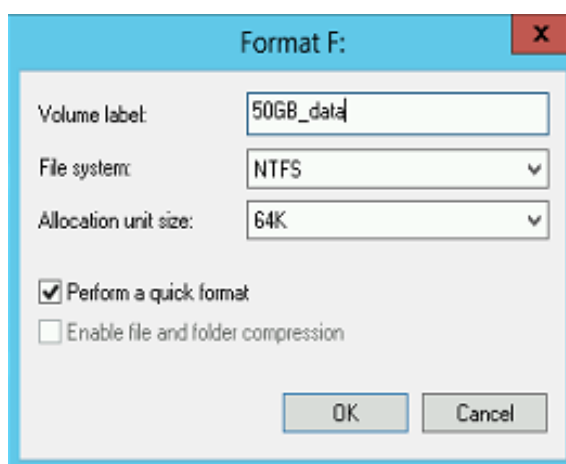 Format F:
x
Volume label: 50GB_data
File system: NTFS
Allocation unit size: 64K
Perform a quick format
Enable file and folder compression
OK Cancel